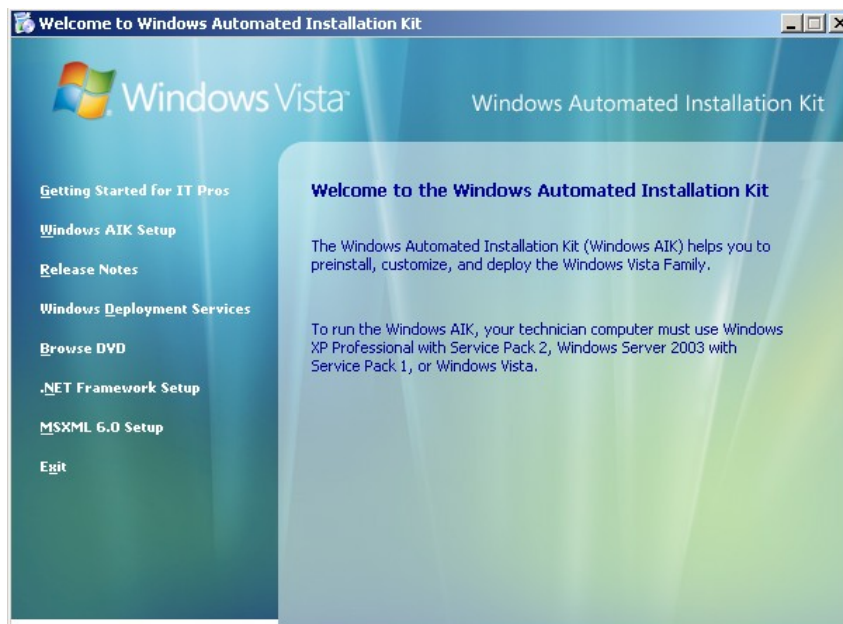 Welcome to Windows Automated Installation Kit
Windows Vista™
Windows Automated Installation Kit
Getting Started for IT Pros
Windows AIK Setup
Release Notes
Windows Deployment Services
Browse DVD
.NET Framework Setup
MSXML 6.0 Setup
Exit
Welcome to the Windows Automated Installation Kit
The Windows Automated Installation Kit (Windows AIK) helps you to
preinstall, customize, and deploy the Windows Vista Family.
To run the Windows AIK, your technician computer must use Windows
XP Professional with Service Pack 2, Windows Server 2003 with
Service Pack 1, or Windows Vista.